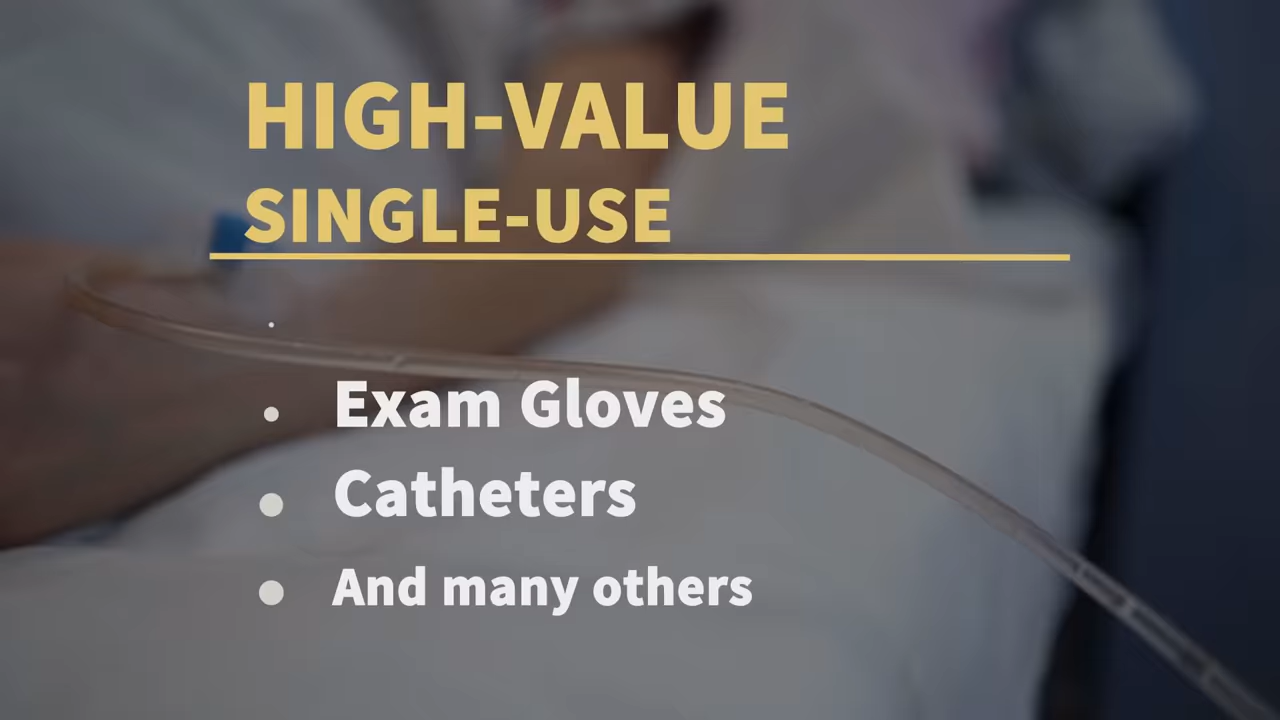 HIGH-VALUE
SINGLE-USE
Exam Gloves
Catheters
And many others